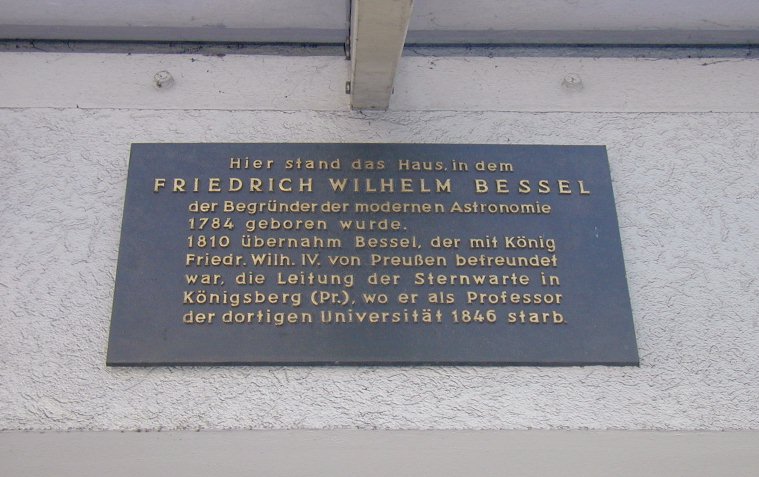 Hier stand das Haus, in dem
FRIEDRICH WILHELM BESSEL
der Begründer der modernen Astronomie
1784 geboren wurde.
1810 übernahm Bessel, der mit König
Friedr. Wilh. IV. von Preußen befreundet
war, die Leitung der Sternwarte in
Königsberg (Pr.), wo er als Professor
der dortigen Universität 1846 starb.